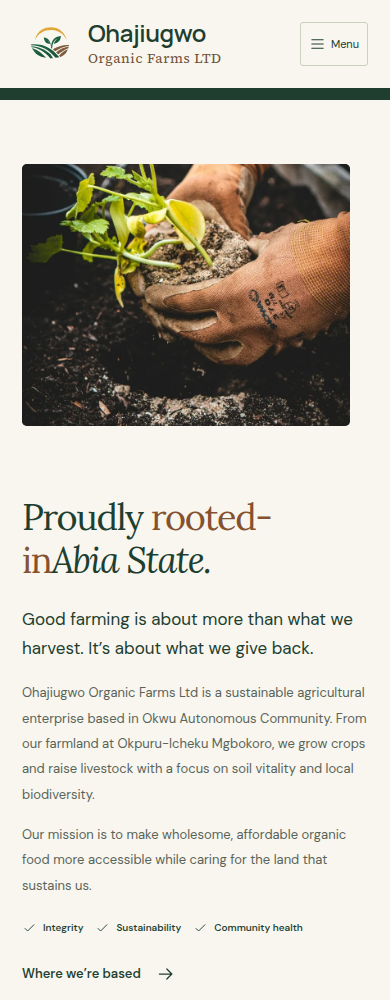 Ohajiugwo
Organic Farms LTD
Menu
Proudly rooted-
inAbia State.
Good farming is about more than what we
harvest. It’s about what we give back.
Ohajiugwo Organic Farms Ltd is a sustainable agricultural
enterprise based in Okwu Autonomous Community. From
our farmland at Okpuru-Icheku Mgbokoro, we grow crops
and raise livestock with a focus on soil vitality and local
biodiversity.
Our mission is to make wholesome, affordable organic
food more accessible while caring for the land that
sustains us.
Integrity Sustainability Community health
Where we’re based